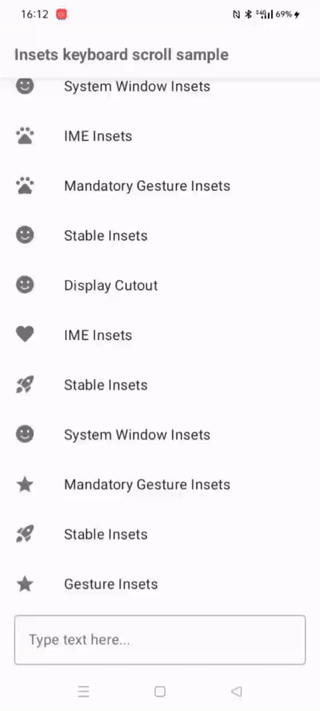 16:12
69%
Insets keyboard scroll sample
System Window Insets
IME Insets
Mandatory Gesture Insets
Stable Insets
Display Cutout
IME Insets
Stable Insets
System Window Insets
Mandatory Gesture Insets
Stable Insets
Gesture Insets
Type text here...